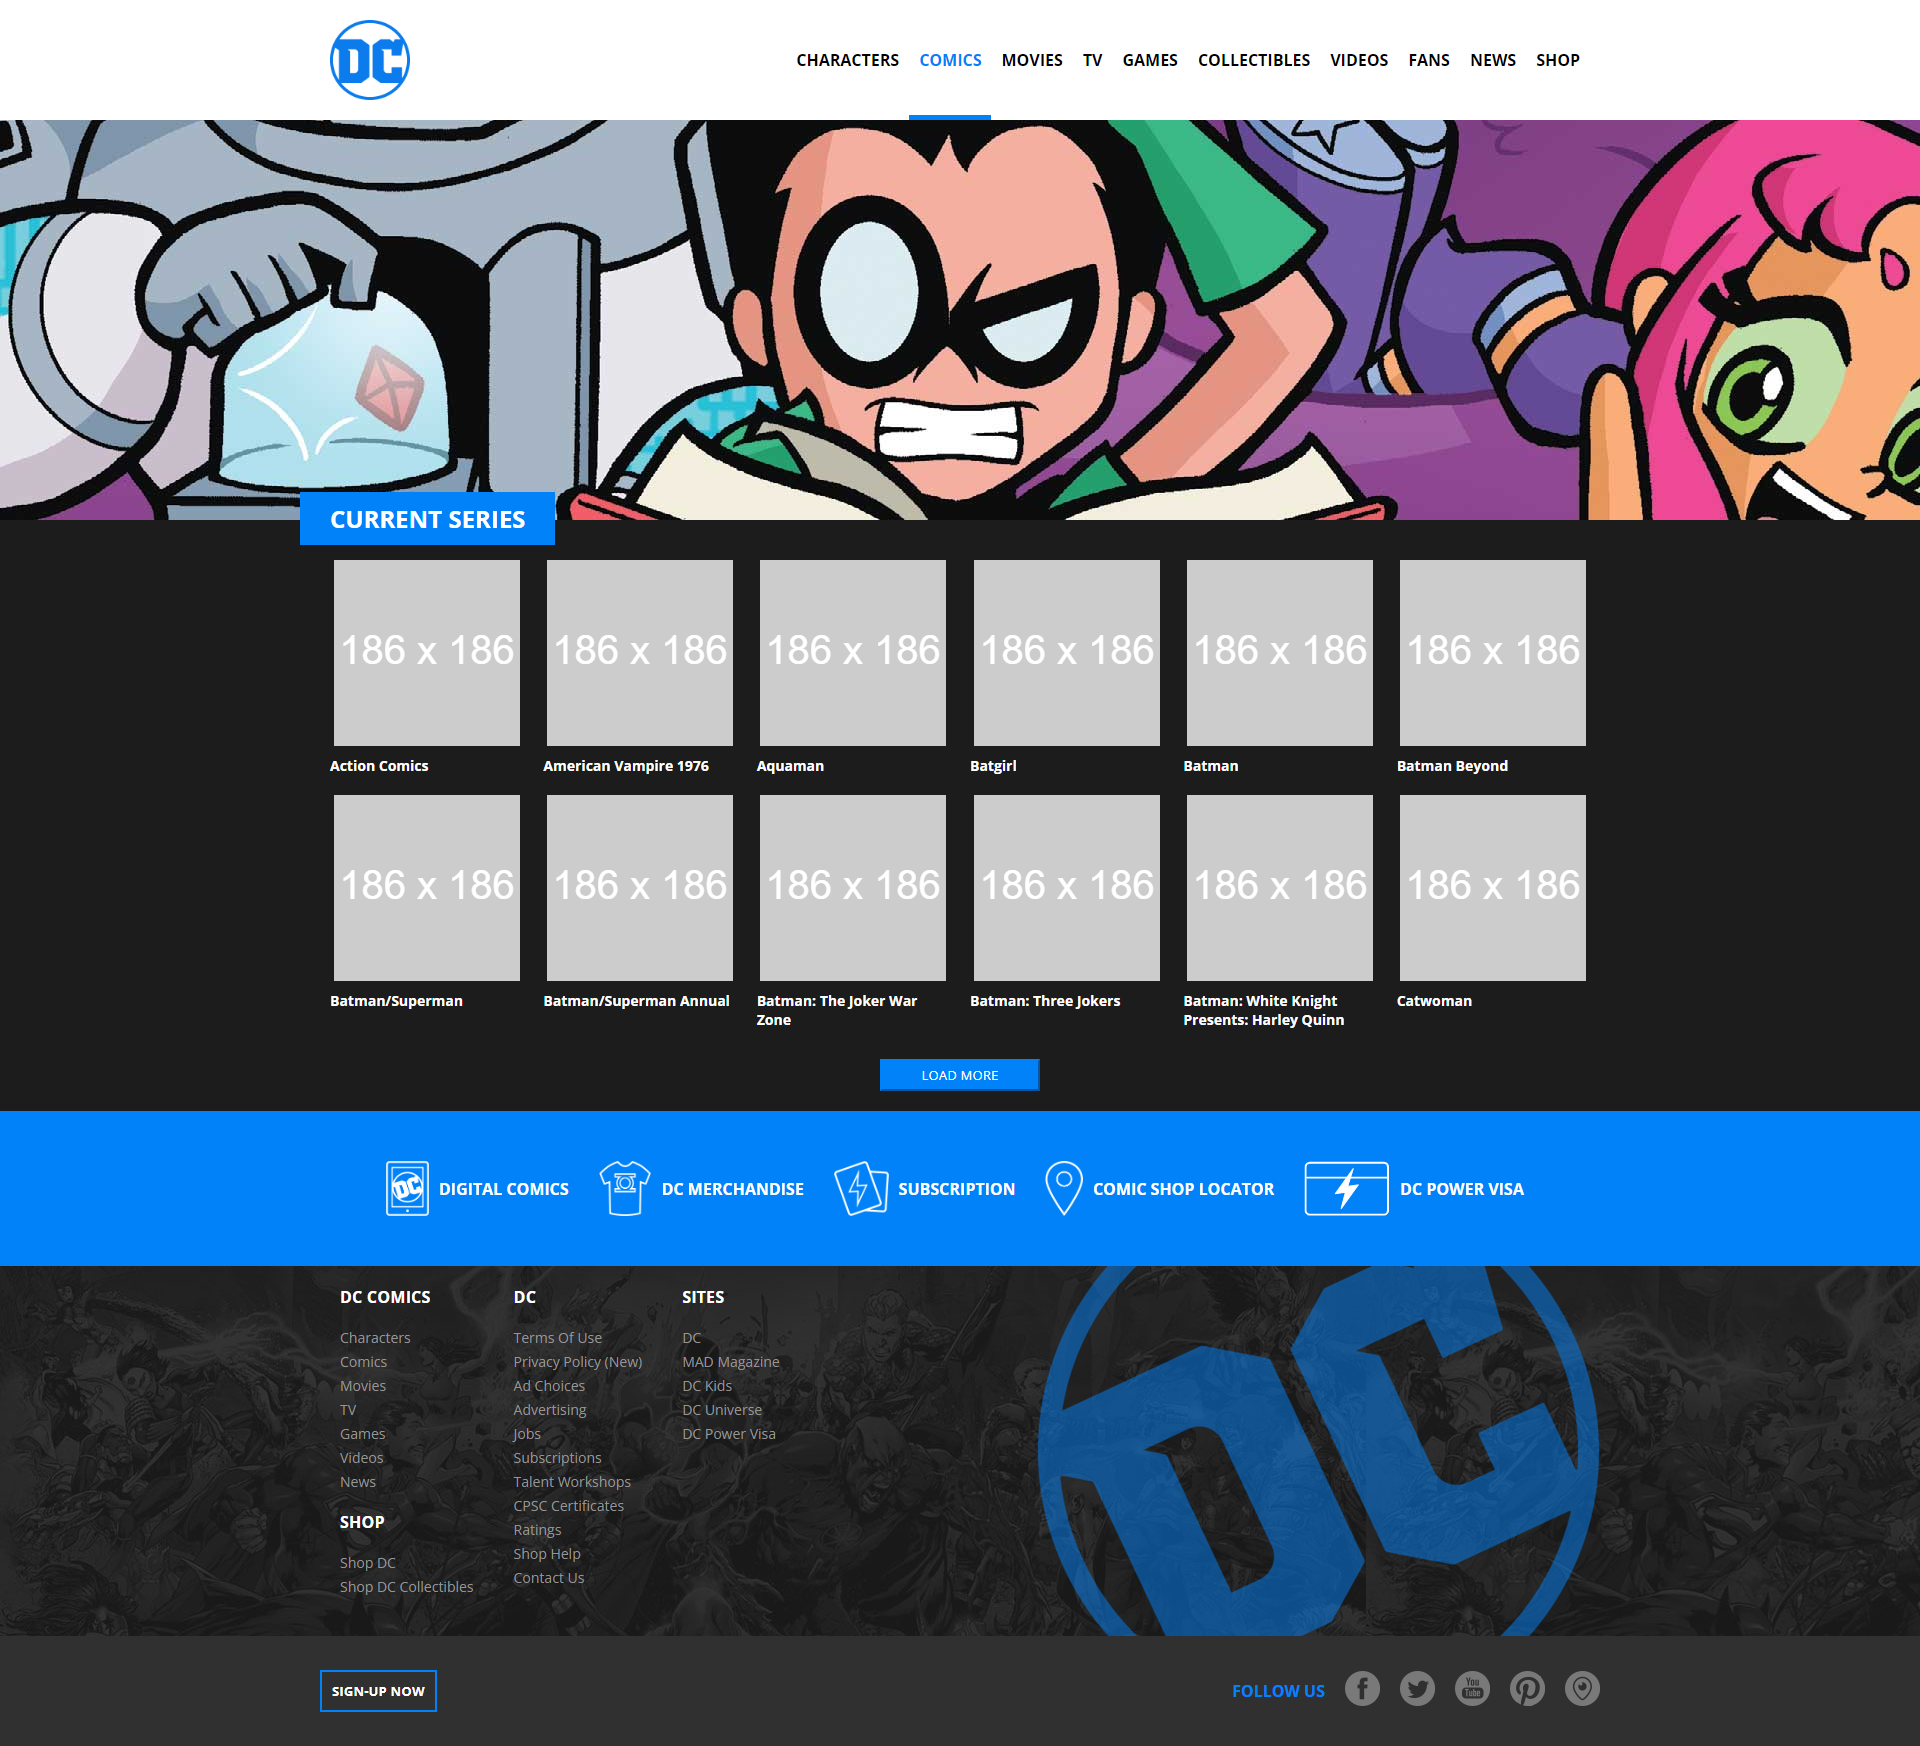 DC
CHARACTERS COMICS MOVIES TV GAMES COLLECTIBLES VIDEOS FANS NEWS SHOP
CURRENT SERIES
186 x 186 186 x 186 186 x 186 186 x 186 186 x 186 186 x 186
Action Comics American Vampire 1976 Aquaman Batgirl Batman Batman Beyond
186 x 186 186 x 186 186 x 186 186 x 186 186 x 186 186 x 186
Batman/Superman Batman/Superman Annual Batman: The Joker War Zone Batman: Three Jokers Batman: White Knight Presents: Harley Quinn Catwoman
LOAD MORE
DC DIGITAL COMICS DC MERCHANDISE SUBSCRIPTION COMIC SHOP LOCATOR DC POWER VISA
DC COMICS
Characters
Comics
Movies
TV
Games
Videos
News
SHOP
Shop DC
Shop DC Collectibles
DC
Terms Of Use
Privacy Policy (New)
Ad Choices
Advertising
Jobs
Subscriptions
Talent Workshops
CPSC Certificates
Ratings
Shop Help
Contact Us
SITES
DC
MAD Magazine
DC Kids
DC Universe
DC Power Visa
DC
SIGN-UP NOW
FOLLOW US
You
Tube